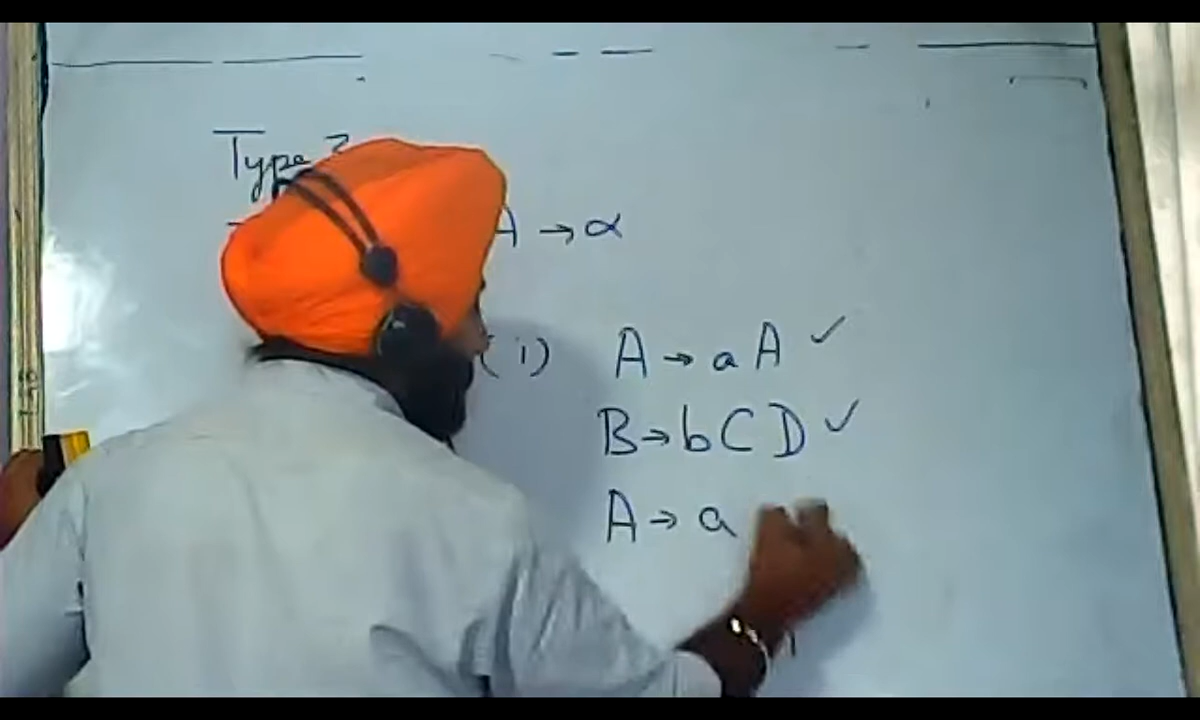 Type
A → α
(1) A → aA ✓
B → bCD ✓
A → a